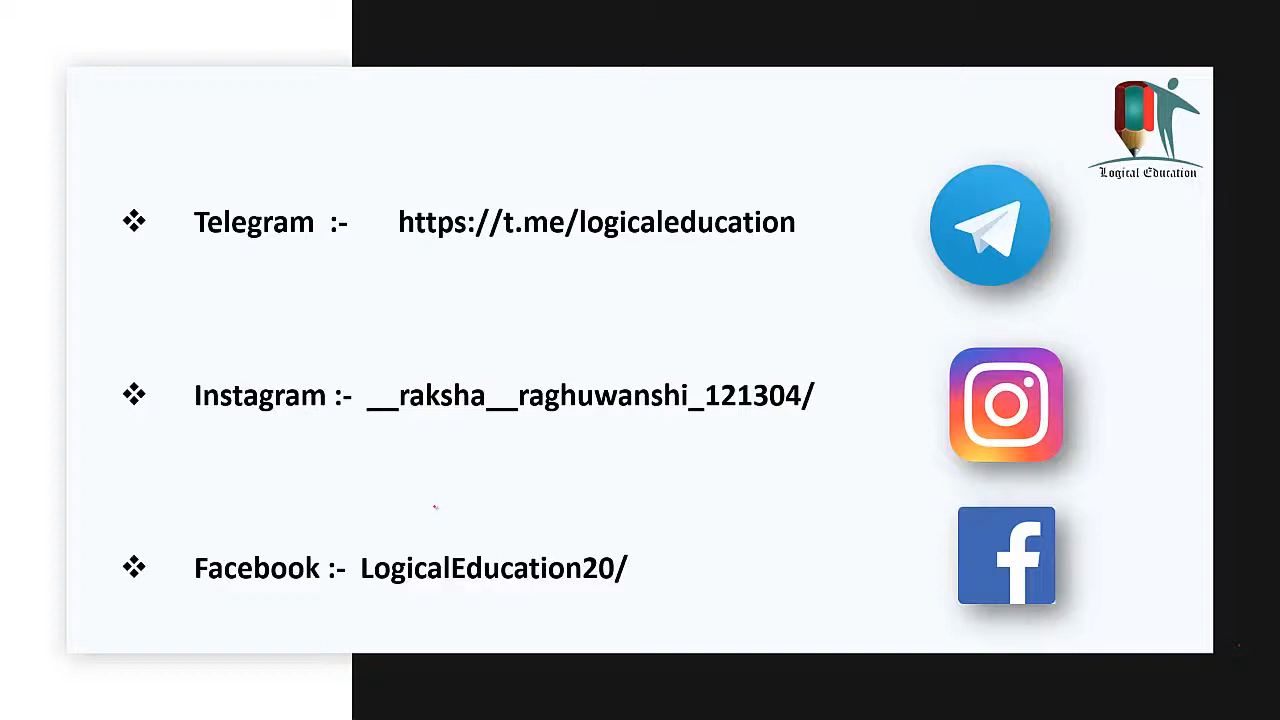 Logical Education
❖ Telegram :- https://t.me/logicaleducation
❖ Instagram :- __raksha__raghuwanshi_121304/
❖ Facebook :- LogicalEducation20/